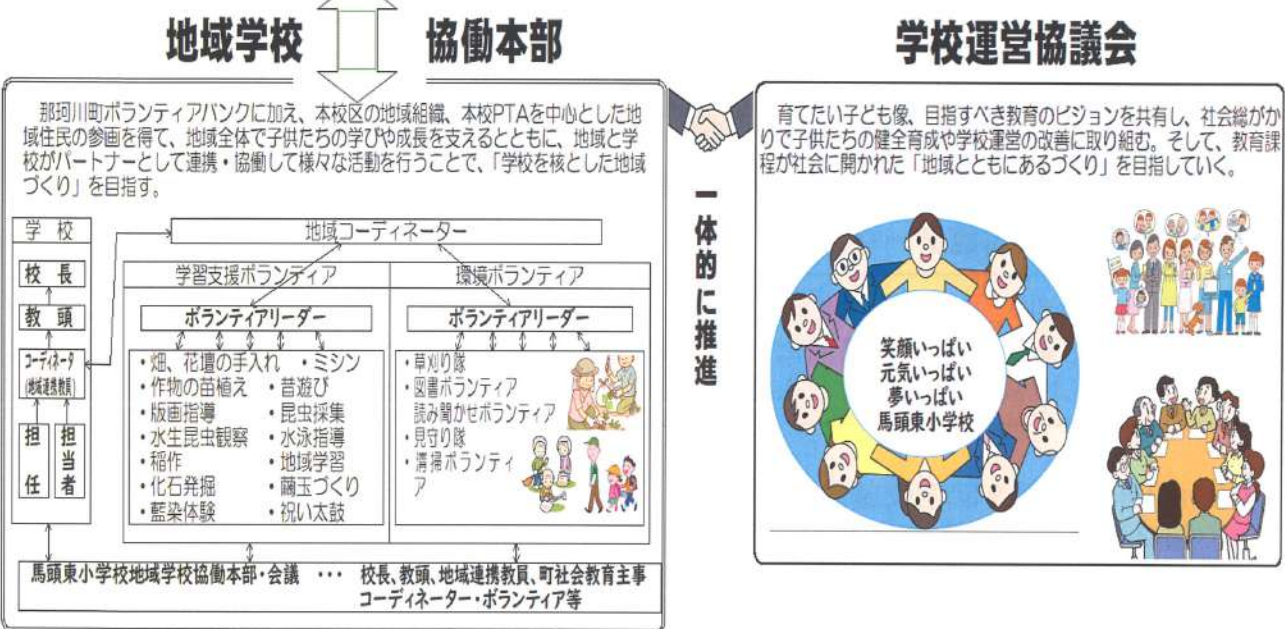 地域学校 協働本部
那珂川町ボランティアバンクに加え、本校区の地域組織、本校PTAを中心とした地
域住民の参画を得て、地域全体で子供たちの学びや成長を支えるとともに、地域と学
校がパートナーとして連携・協働して様々な活動を行うことで、「学校を核とした地域
づくり」を目指す。
学 校
校 長
教 頭
コーディネータ
(地域連携教員)
担任
担当者
地域コーディネーター
学習支援ボランティア
ボランティアリーダー
・畑、花壇の手入れ ・ミシン
・作物の苗植え ・昔遊び
・版画指導 ・昆虫採集
・水生昆虫観察 ・水泳指導
・稲作 ・地域学習
・化石発掘 ・繭玉づくり
・藍染体験 ・祝い太鼓
環境ボランティア
ボランティアリーダー
・草刈り隊
・図書ボランティア
読み聞かせボランティア
・見守り隊
・清掃ボランティ
ア
馬頭東小学校地域学校協働本部・会議 ・・・ 校長、教頭、地域連携教員、町社会教育主事
コーディネーター・ボランティア等
一体的に推進
学校運営協議会
育てたい子ども像、目指すべき教育のビジョンを共有し、社会総がか
りで子供たちの健全育成や学校運営の改善に取り組む。そして、教育課
程が社会に開かれた「地域とともにあるづくり」を目指していく。
笑顔いっぱい
元気いっぱい
夢いっぱい
馬頭東小学校